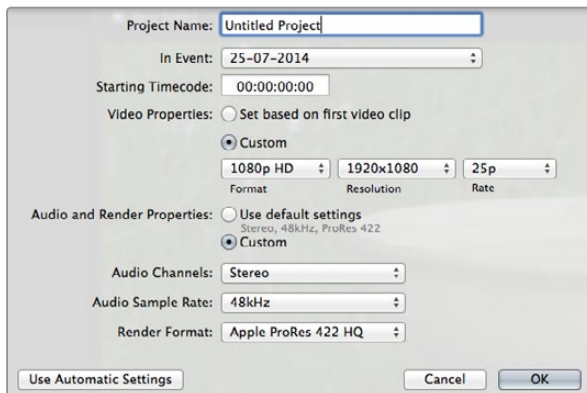 Project Name: Untitled Project
In Event: 25-07-2014
Starting Timecode: 00:00:00:00
Video Properties: Set based on first video clip
Custom
1080p HD 1920x1080 25p
Format Resolution Rate
Audio and Render Properties: Use default settings
Stereo, 48kHz, ProRes 422
Custom
Audio Channels: Stereo
Audio Sample Rate: 48kHz
Render Format: Apple ProRes 422 HQ
Use Automatic Settings Cancel OK